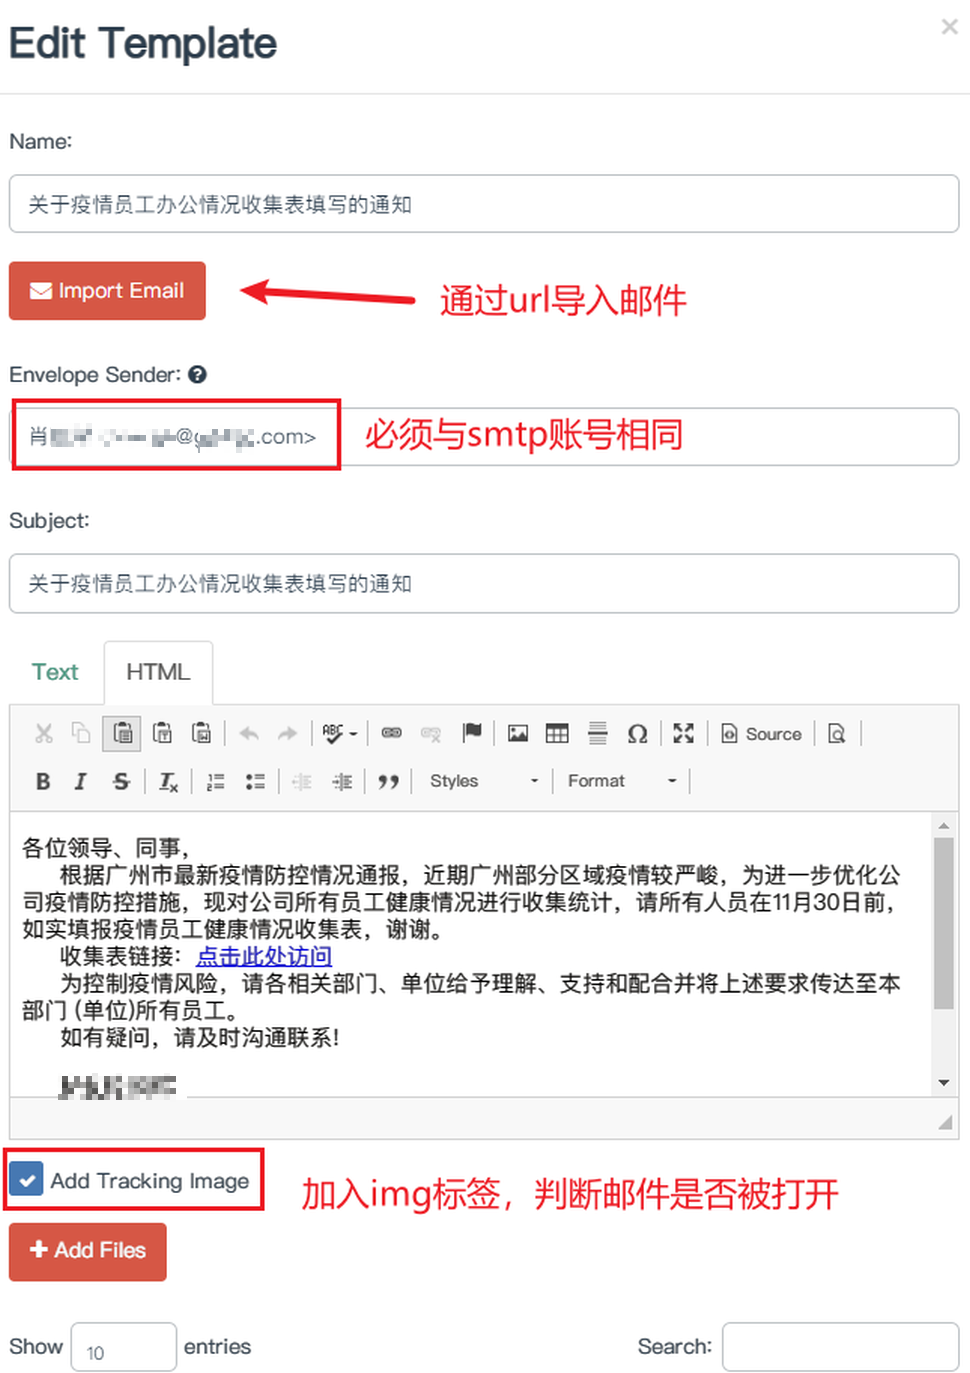 Edit Template
×
Name:
关于疫情员工办公情况收集表填写的通知
Import Email
通过url导入邮件
Envelope Sender:
肖 @ .com>
必须与smtp账号相同
Subject:
关于疫情员工办公情况收集表填写的通知
Text HTML
ABC Source
B I S Tx Styles Format
各位领导、同事，
根据广州市最新疫情防控情况通报，近期广州部分区域疫情较严峻，为进一步优化公
司疫情防控措施，现对公司所有员工健康情况进行收集统计，请所有人员在11月30日前，
如实填报疫情员工健康情况收集表，谢谢。
收集表链接：点击此处访问
为控制疫情风险，请各相关部门、单位给予理解、支持和配合并将上述要求传达至本
部门 (单位)所有员工。
如有疑问，请及时沟通联系!
Add Tracking Image
加入img标签，判断邮件是否被打开
+ Add Files
Show 10 entries
Search: